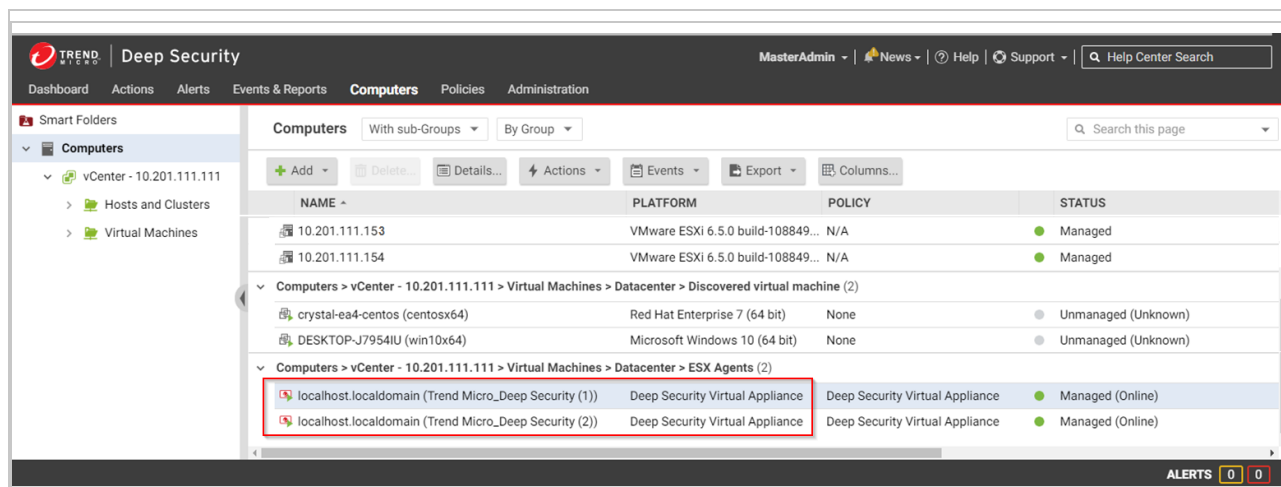 TREND MICRO | Deep Security
MasterAdmin | News | Help | Support | Help Center Search
Dashboard Actions Alerts Events & Reports Computers Policies Administration
Smart Folders
Computers
vCenter - 10.201.111.111
Hosts and Clusters
Virtual Machines
Computers With sub-Groups By Group Search this page
Add Delete... Details... Actions Events Export Columns...
NAME PLATFORM POLICY STATUS
10.201.111.153 VMware ESXi 6.5.0 build-108849... N/A Managed
10.201.111.154 VMware ESXi 6.5.0 build-108849... N/A Managed
Computers > vCenter - 10.201.111.111 > Virtual Machines > Datacenter > Discovered virtual machine (2)
crystal-ea4-centos (centosx64) Red Hat Enterprise 7 (64 bit) None Unmanaged (Unknown)
DESKTOP-J7954IU (win10x64) Microsoft Windows 10 (64 bit) None Unmanaged (Unknown)
Computers > vCenter - 10.201.111.111 > Virtual Machines > Datacenter > ESX Agents (2)
localhost.localdomain (Trend Micro_Deep Security (1)) Deep Security Virtual Appliance Deep Security Virtual Appliance Managed (Online)
localhost.localdomain (Trend Micro_Deep Security (2)) Deep Security Virtual Appliance Deep Security Virtual Appliance Managed (Online)
ALERTS 0 0